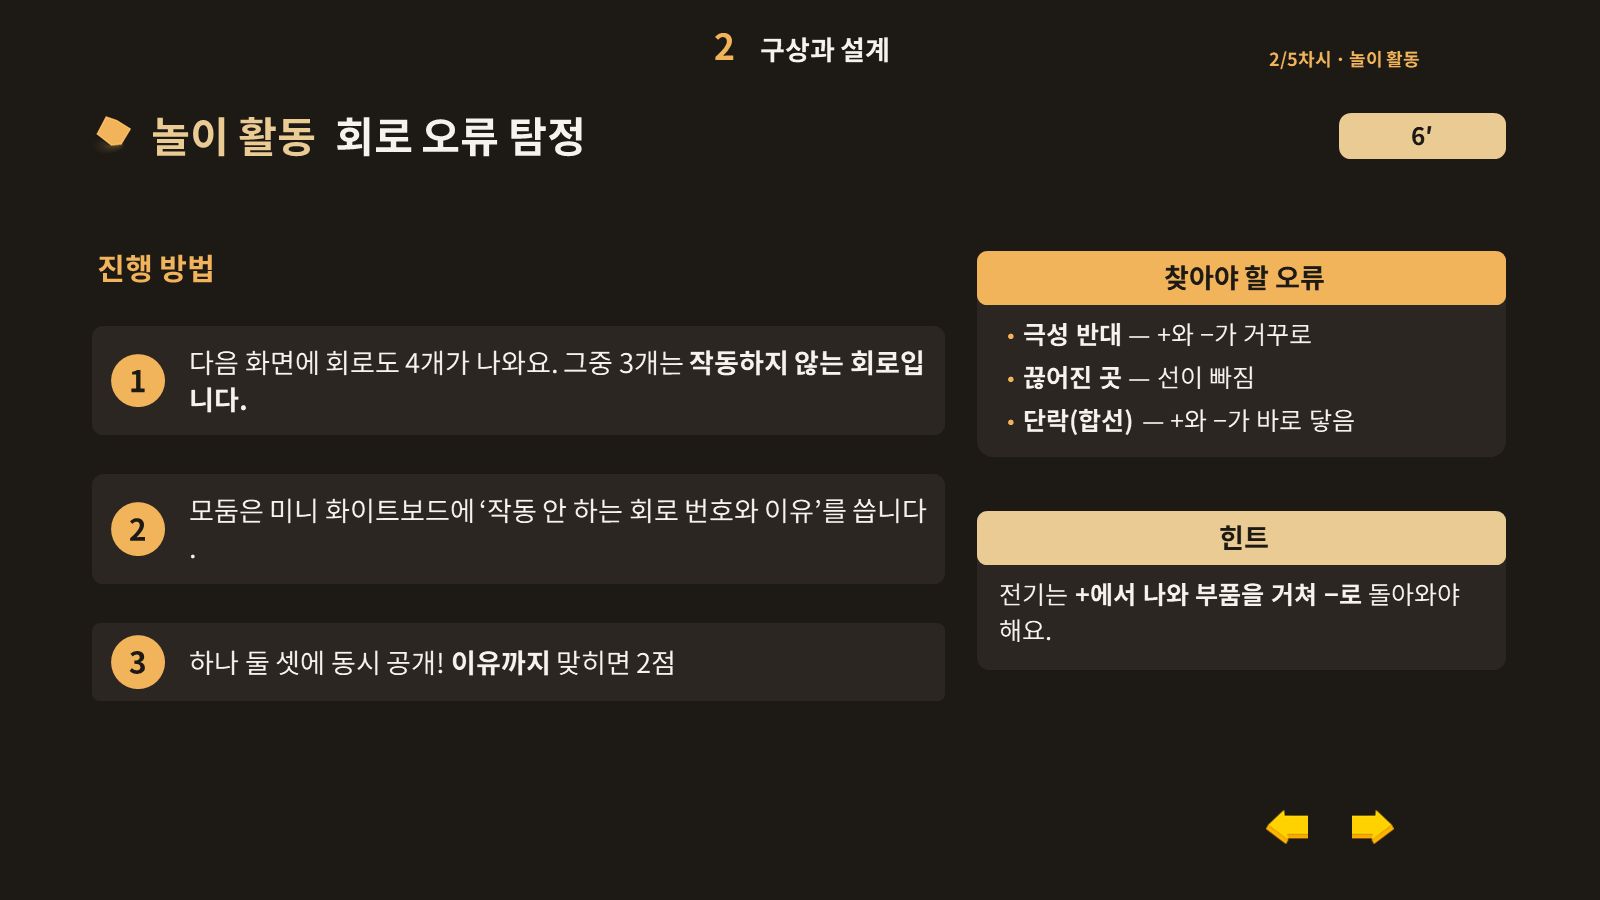 2 구상과 설계
2/5차시 · 놀이 활동
놀이 활동 회로 오류 탐정
6′
진행 방법
1 다음 화면에 회로도 4개가 나와요. 그중 3개는 작동하지 않는 회로입
니다.
2 모둠은 미니 화이트보드에 ‘작동 안 하는 회로 번호와 이유’를 씁니다
.
3 하나 둘 셋에 동시 공개! 이유까지 맞히면 2점
찾아야 할 오류
• 극성 반대 — +와 −가 거꾸로
• 끊어진 곳 — 선이 빠짐
• 단락(합선) — +와 −가 바로 닿음
힌트
전기는 +에서 나와 부품을 거쳐 −로 돌아와야
해요.